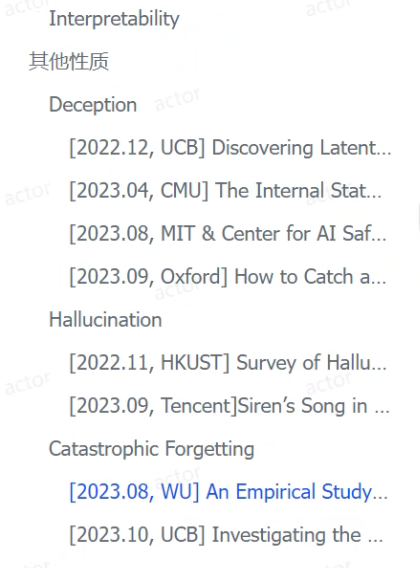 Interpretability
其他性质
Deception
[2022.12, UCB] Discovering Latent...
[2023.04, CMU] The Internal Stat...
[2023.08, MIT & Center for AI Saf...
[2023.09, Oxford] How to Catch a...
Hallucination
[2022.11, HKUST] Survey of Hallu...
[2023.09, Tencent]Siren’s Song in ...
Catastrophic Forgetting
[2023.08, WU] An Empirical Study...
[2023.10, UCB] Investigating the ...